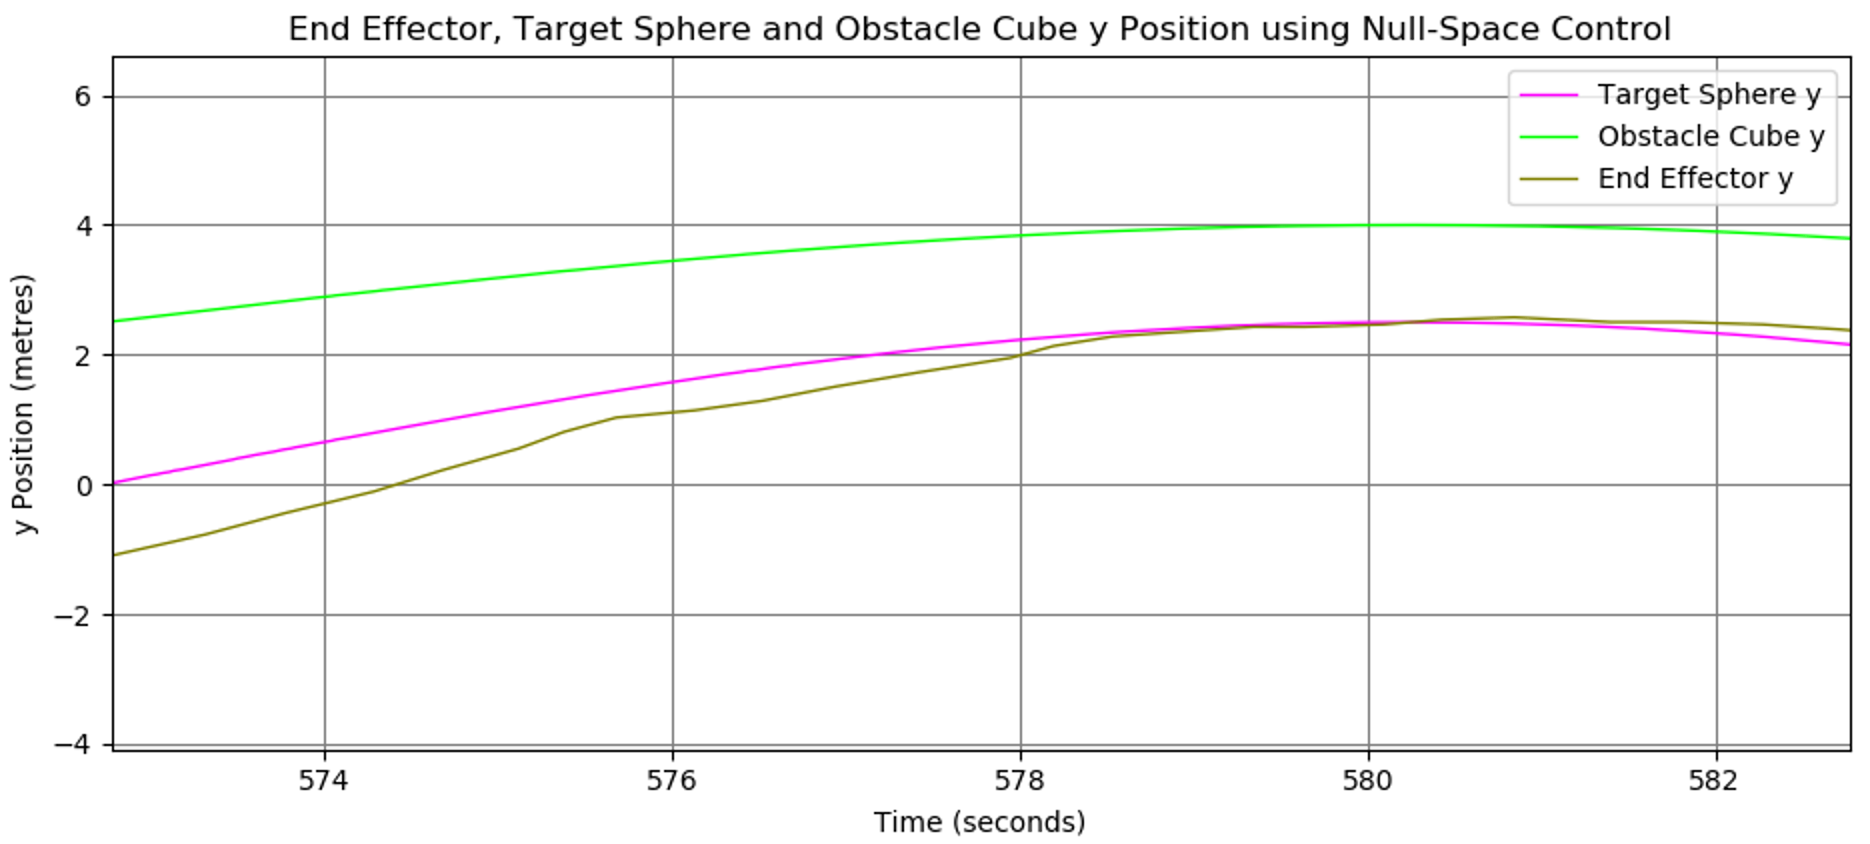 End Effector, Target Sphere and Obstacle Cube y Position using Null-Space Control
y Position (metres)
6
4
2
0
−2
−4
Target Sphere y
Obstacle Cube y
End Effector y
574
576
578
580
582
Time (seconds)